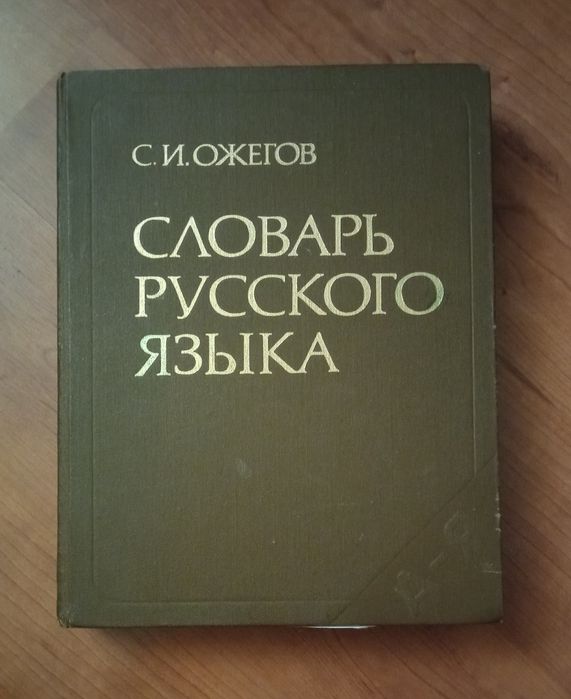 С. И. ОЖЕГОВ
СЛОВАРЬ
РУССКОГО
ЯЗЫКА
А-Я